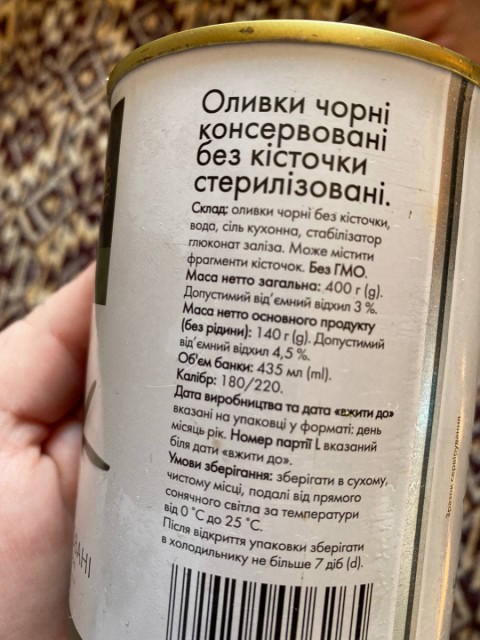 Оливки чорні
консервовані
без кісточки
стерилізовані.
Склад: оливки чорні без кісточки,
вода, сіль кухонна, стабілізатор
глюконат заліза. Може містити
фрагменти кісточок. Без ГМО.
Маса нетто загальна: 400 г (g).
Допустимий від'ємний відхил 3 %.
Маса нетто основного продукту
(без рідини): 140 г (g). Допустимий
від'ємний відхил 4,5 %.
Об'єм банки: 435 мл (ml).
Калібр: 180/220.
Дата виробництва та дата «вжити до»
вказані на упаковці у форматі: день
місяць рік. Номер партії L вказаний
біля дати «вжити до».
Умови зберігання: зберігати в сухому,
чистому місці, подалі від прямого
сонячного світла за температури
від 0 °С до 25 °С.
Після відкриття упаковки зберігати
в холодильнику не більше 7 діб (d).
Зразок сервірування